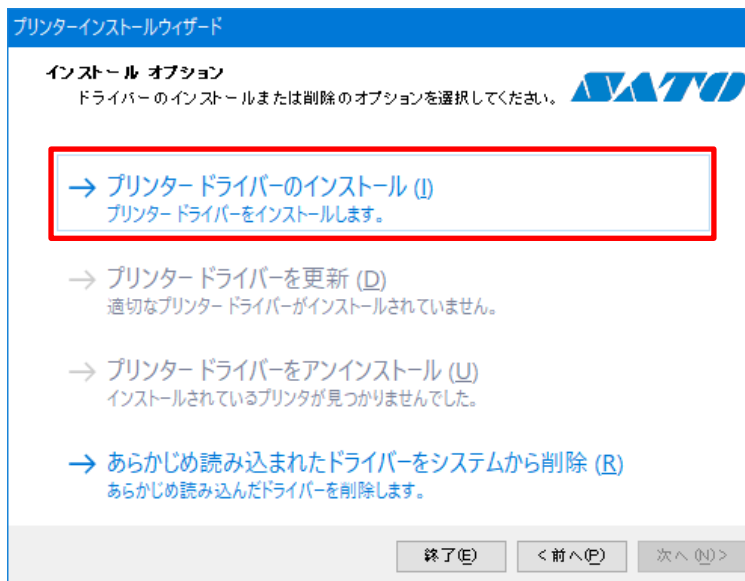 プリンターインストールウィザード
インストール オプション
ドライバーのインストールまたは削除のオプションを選択してください。
SATO
→ プリンター ドライバーのインストール (I)
プリンター ドライバーをインストールします。
→ プリンター ドライバーを更新 (D)
適切なプリンター ドライバーがインストールされていません。
→ プリンター ドライバーをアンインストール (U)
インストールされているプリンタが見つかりませんでした。
→ あらかじめ読み込まれたドライバーをシステムから削除 (R)
あらかじめ読み込んだドライバーを削除します。
終了(E) <前へ(P) 次へ(N)>